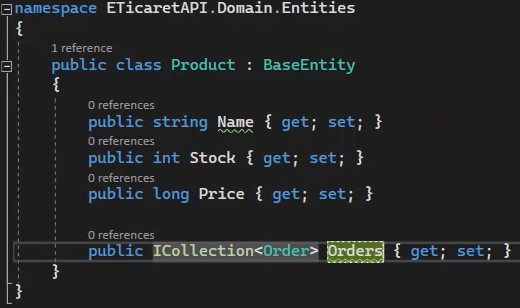 namespace ETicaretAPI.Domain.Entities
{
1 reference
public class Product : BaseEntity
{
0 references
public string Name { get; set; }
0 references
public int Stock { get; set; }
0 references
public long Price { get; set; }
0 references
public ICollection<Order> Orders { get; set; }
}
}